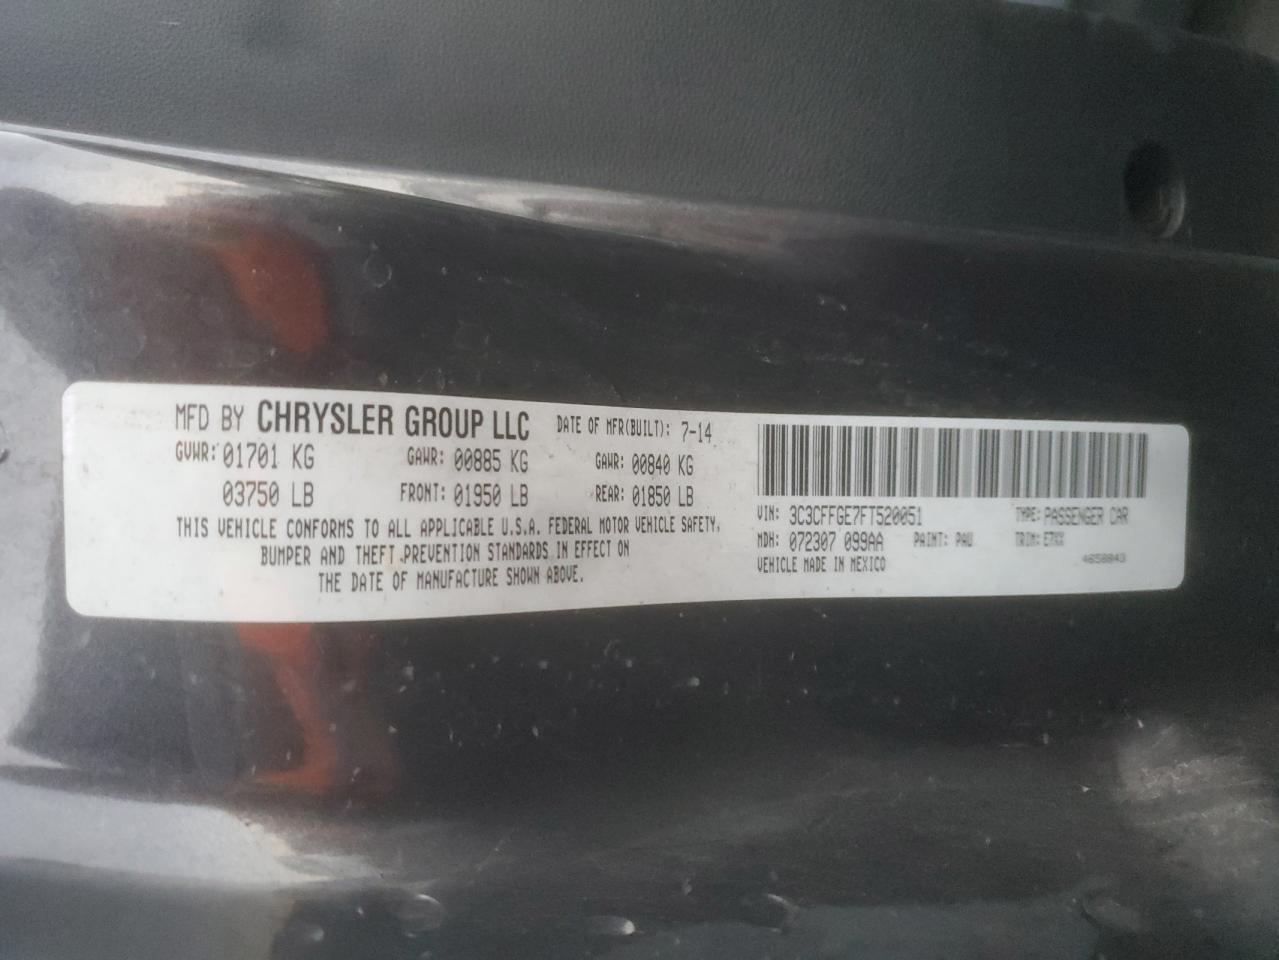 MFD BY CHRYSLER GROUP LLC DATE OF MFR(BUILT): 7-14
GVWR: 01701 KG GAWR: 00885 KG GAWR: 00840 KG
03750 LB FRONT: 01950 LB REAR: 01850 LB
THIS VEHICLE CONFORMS TO ALL APPLICABLE U.S.A. FEDERAL MOTOR VEHICLE SAFETY,
BUMPER AND THEFT PREVENTION STANDARDS IN EFFECT ON
THE DATE OF MANUFACTURE SHOWN ABOVE.
VIN: 3C3CFFGE7FT520051 TYPE: PASSENGER CAR
MDH: 072307 099AA PAINT: PAU TRIM: E7XX
VEHICLE MADE IN MEXICO 4658843